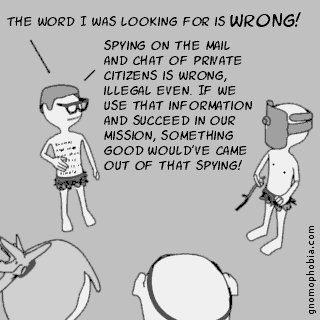 THE WORD I WAS LOOKING FOR IS WRONG!
SPYING ON THE MAIL
AND CHAT OF PRIVATE
CITIZENS IS WRONG,
ILLEGAL EVEN. IF WE
USE THAT INFORMATION
AND SUCCEED IN OUR
MISSION, SOMETHING
GOOD WOULD'VE CAME
OUT OF THAT SPYING!
gnomophobia.com